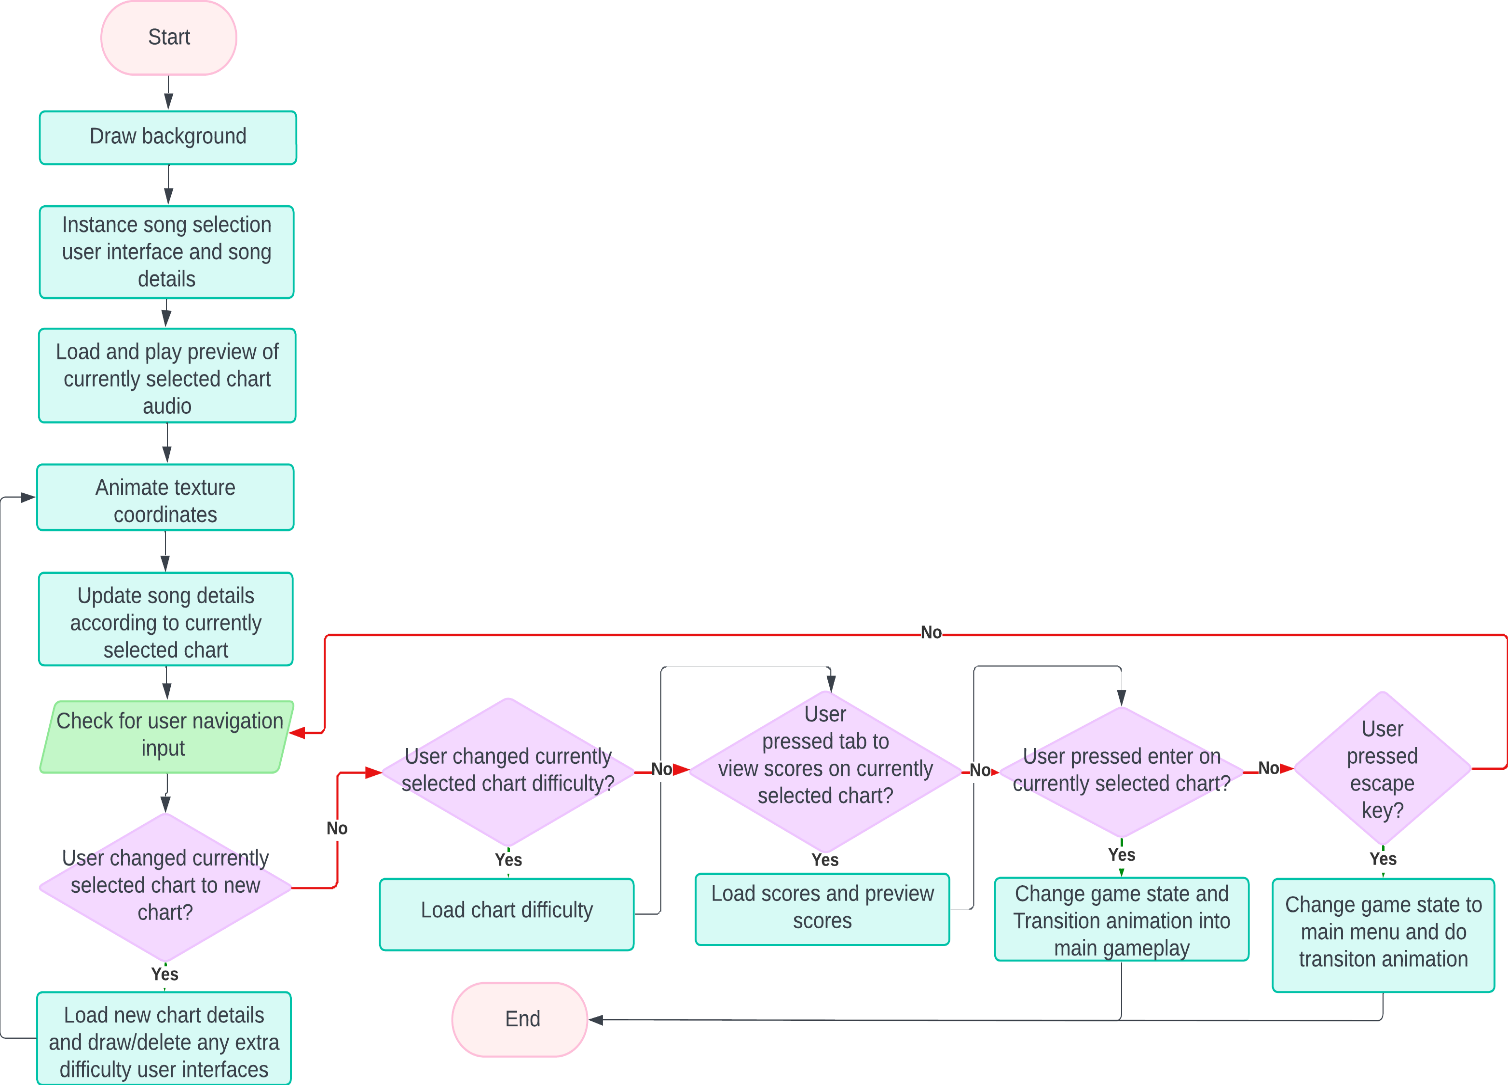 Start
Draw background
Instance song selection
user interface and song
details
Load and play preview of
currently selected chart
audio
Animate texture
coordinates
Update song details
according to currently
selected chart
Check for user navigation
input
User changed currently
selected chart to new
chart?
Yes
Load new chart details
and draw/delete any extra
difficulty user interfaces
No
User changed currently
selected chart difficulty?
Yes
Load chart difficulty
No
User
pressed tab to
view scores on currently
selected chart?
Yes
Load scores and preview
scores
No
User pressed enter on
currently selected chart?
Yes
Change game state and
Transition animation into
main gameplay
No
User
pressed
escape
key?
Yes
Change game state to
main menu and do
transiton animation
No
End